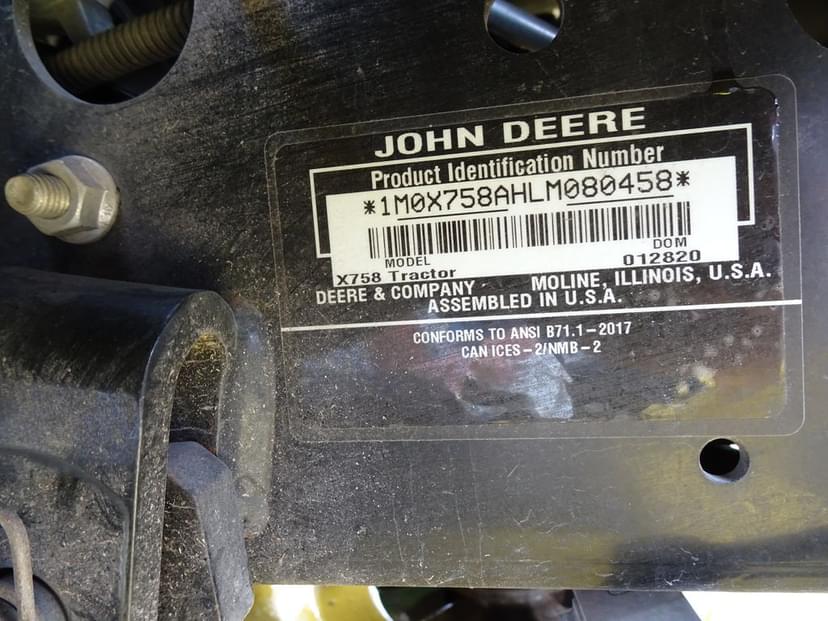 JOHN DEERE
Product Identification Number
*1M0X758AHLM080458*
MODEL DOM
X758 Tractor 012820
DEERE & COMPANY MOLINE, ILLINOIS, U.S.A.
ASSEMBLED IN U.S.A.
CONFORMS TO ANSI B71.1-2017
CAN ICES-2/NMB-2